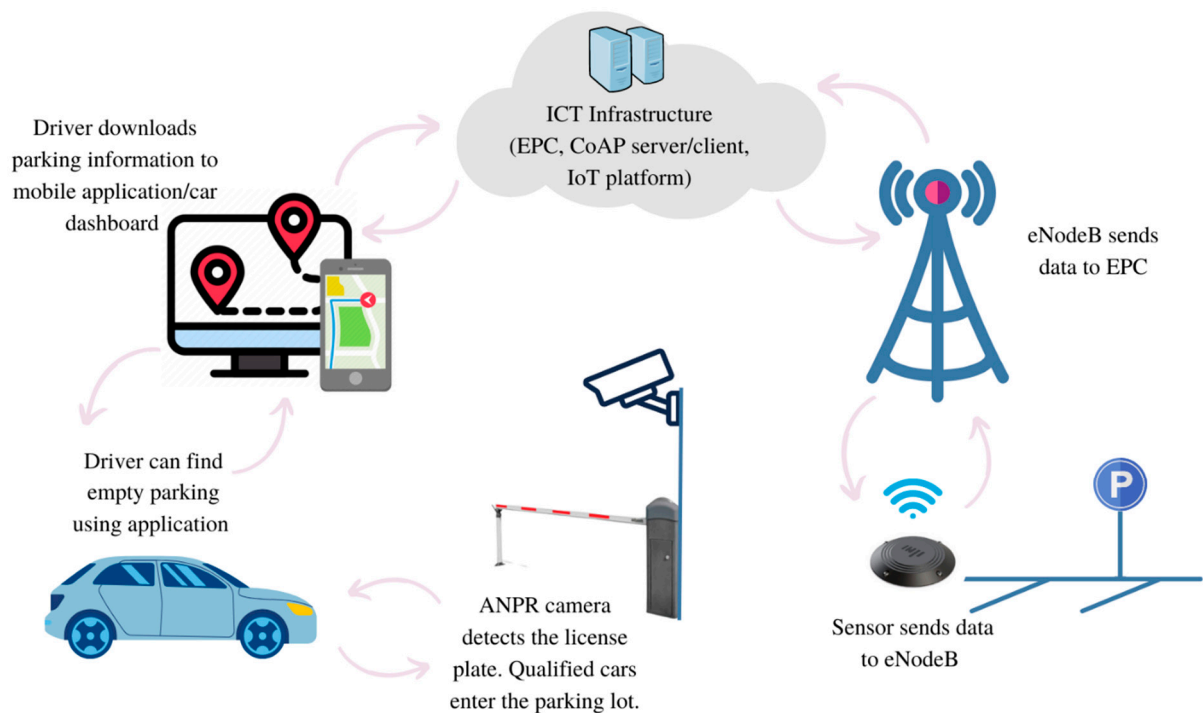 ICT Infrastructure
(EPC, CoAP server/client,
IoT platform)
Driver downloads
parking information to
mobile application/car
dashboard
eNodeB sends
data to EPC
Driver can find
empty parking
using application
P
ANPR camera
detects the license
plate. Qualified cars
enter the parking lot.
Sensor sends data
to eNodeB